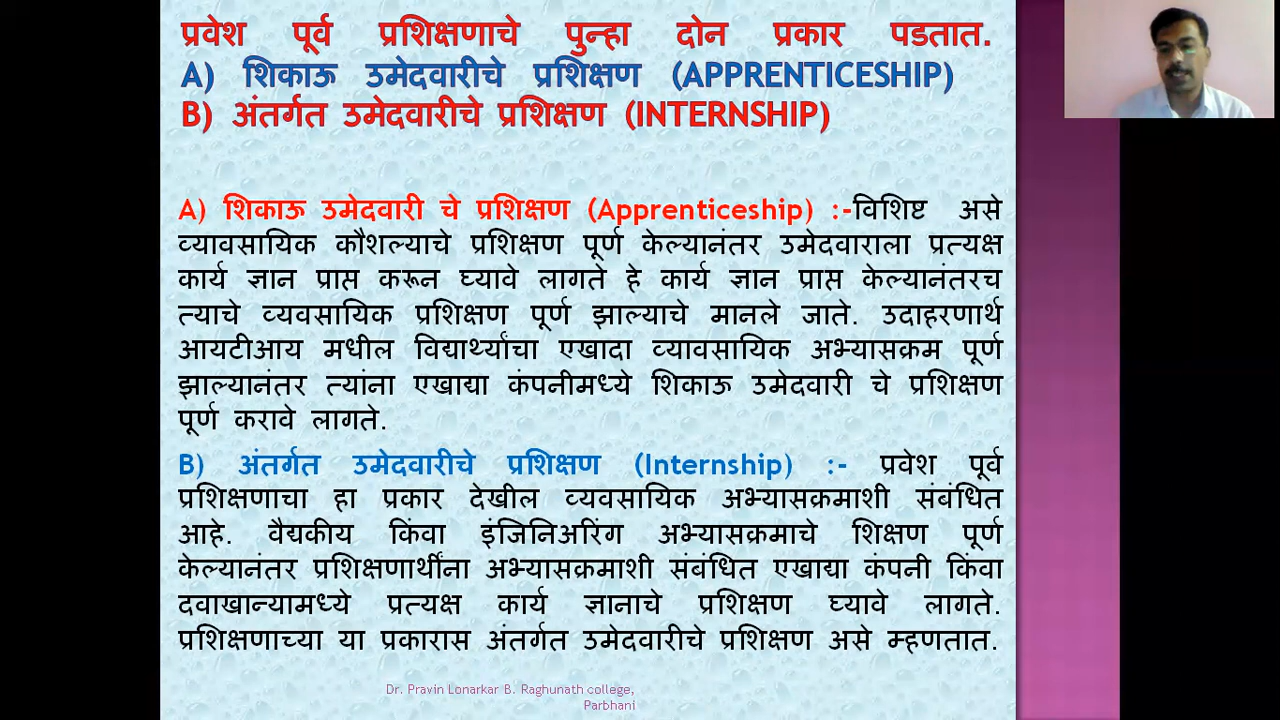 प्रवेश पूर्व प्रशिक्षणाचे पुन्हा दोन प्रकार पडतात.
A) शिकाऊ उमेदवारीचे प्रशिक्षण (APPRENTICESHIP)
B) अंतर्गत उमेदवारीचे प्रशिक्षण (INTERNSHIP)
A) शिकाऊ उमेदवारी चे प्रशिक्षण (Apprenticeship) :-विशिष्ट असे
व्यावसायिक कौशल्याचे प्रशिक्षण पूर्ण केल्यानंतर उमेदवाराला प्रत्यक्ष
कार्य ज्ञान प्राप्त करून घ्यावे लागते हे कार्य ज्ञान प्राप्त केल्यानंतरच
त्याचे व्यवसायिक प्रशिक्षण पूर्ण झाल्याचे मानले जाते. उदाहरणार्थ
आयटीआय मधील विद्यार्थ्यांचा एखादा व्यावसायिक अभ्यासक्रम पूर्ण
झाल्यानंतर त्यांना एखाद्या कंपनीमध्ये शिकाऊ उमेदवारी चे प्रशिक्षण
पूर्ण करावे लागते.
B) अंतर्गत उमेदवारीचे प्रशिक्षण (Internship) :- प्रवेश पूर्व
प्रशिक्षणाचा हा प्रकार देखील व्यवसायिक अभ्यासक्रमाशी संबंधित
आहे. वैद्यकीय किंवा इंजिनिअरिंग अभ्यासक्रमाचे शिक्षण पूर्ण
केल्यानंतर प्रशिक्षणार्थींना अभ्यासक्रमाशी संबंधित एखाद्या कंपनी किंवा
दवाखान्यामध्ये प्रत्यक्ष कार्य ज्ञानाचे प्रशिक्षण घ्यावे लागते.
प्रशिक्षणाच्या या प्रकारास अंतर्गत उमेदवारीचे प्रशिक्षण असे म्हणतात.
Dr. Pravin Lonarkar B. Raghunath college,
Parbhani